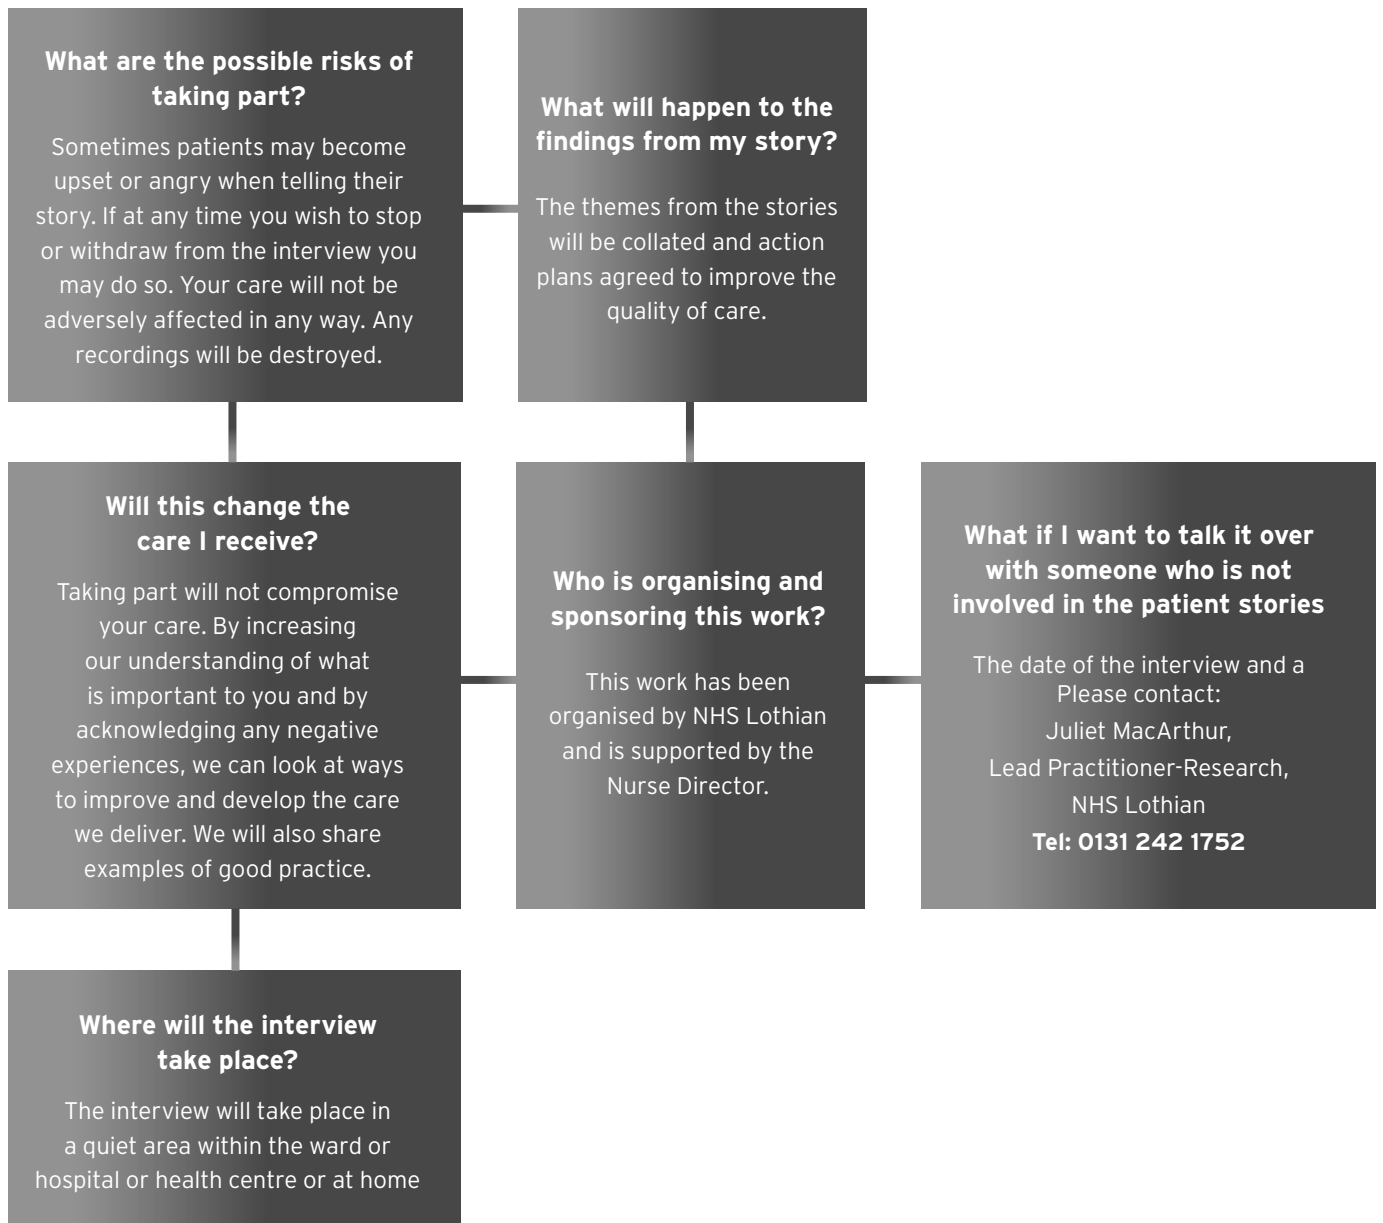 What are the possible risks of
taking part?
Sometimes patients may become
upset or angry when telling their
story. If at any time you wish to stop
or withdraw from the interview you
may do so. Your care will not be
adversely affected in any way. Any
recordings will be destroyed.
What will happen to the
findings from my story?
The themes from the stories
will be collated and action
plans agreed to improve the
quality of care.
Will this change the
care I receive?
Taking part will not compromise
your care. By increasing
our understanding of what
is important to you and by
acknowledging any negative
experiences, we can look at ways
to improve and develop the care
we deliver. We will also share
examples of good practice.
Who is organising and
sponsoring this work?
This work has been
organised by NHS Lothian
and is supported by the
Nurse Director.
What if I want to talk it over
with someone who is not
involved in the patient stories
The date of the interview and a
Please contact:
Juliet MacArthur,
Lead Practitioner-Research,
NHS Lothian
Tel: 0131 242 1752
Where will the interview
take place?
The interview will take place in
a quiet area within the ward or
hospital or health centre or at home